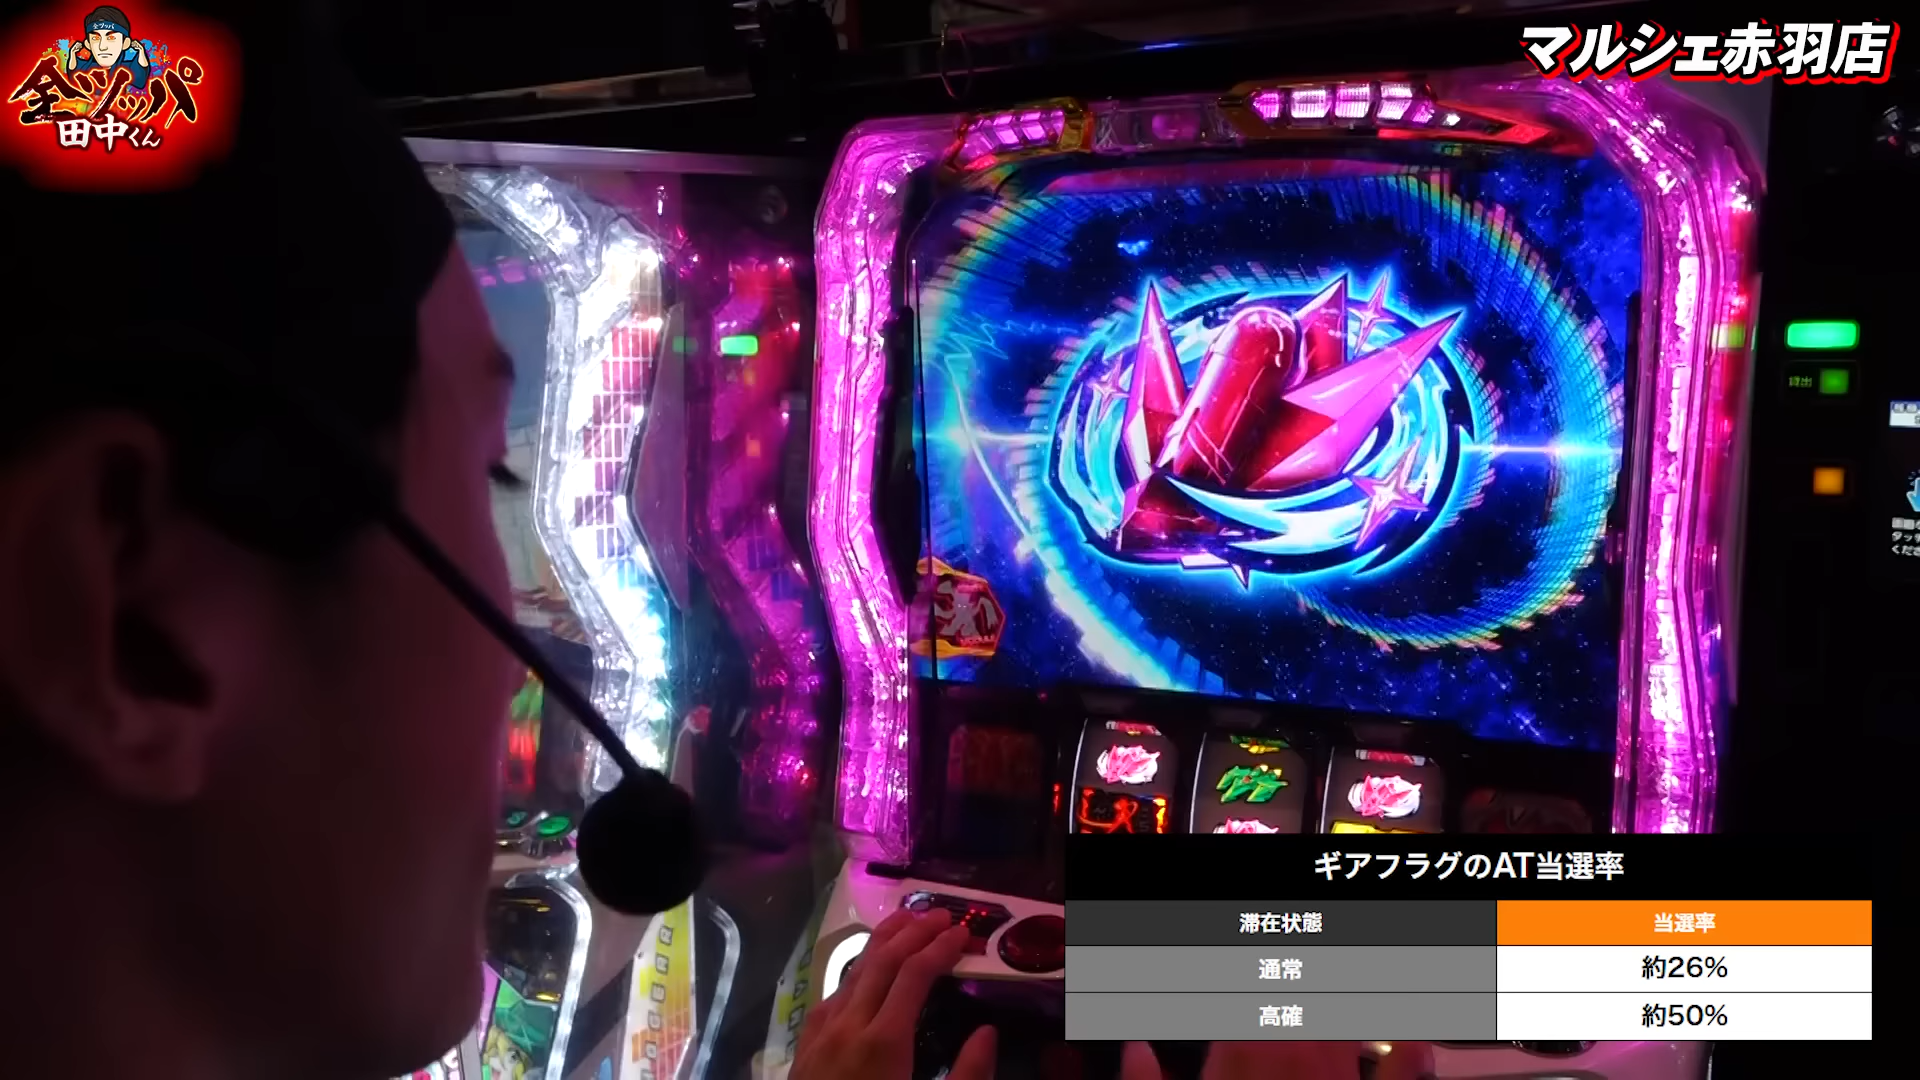 全ツッパ
田中くん
マルシェ赤羽店
貸出
ギアフラグのAT当選率
滞在状態 当選率
通常 約26%
高確 約50%